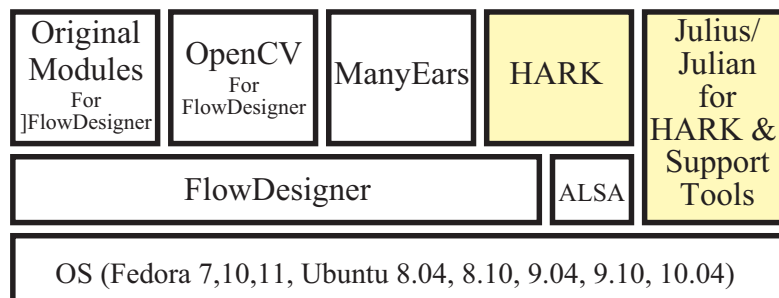 Original
Modules
For
]FlowDesigner
OpenCV
For
FlowDesigner
ManyEars
HARK
Julius/
Julian
for
HARK &
Support
Tools
FlowDesigner
ALSA
OS (Fedora 7,10,11, Ubuntu 8.04, 8.10, 9.04, 9.10, 10.04)